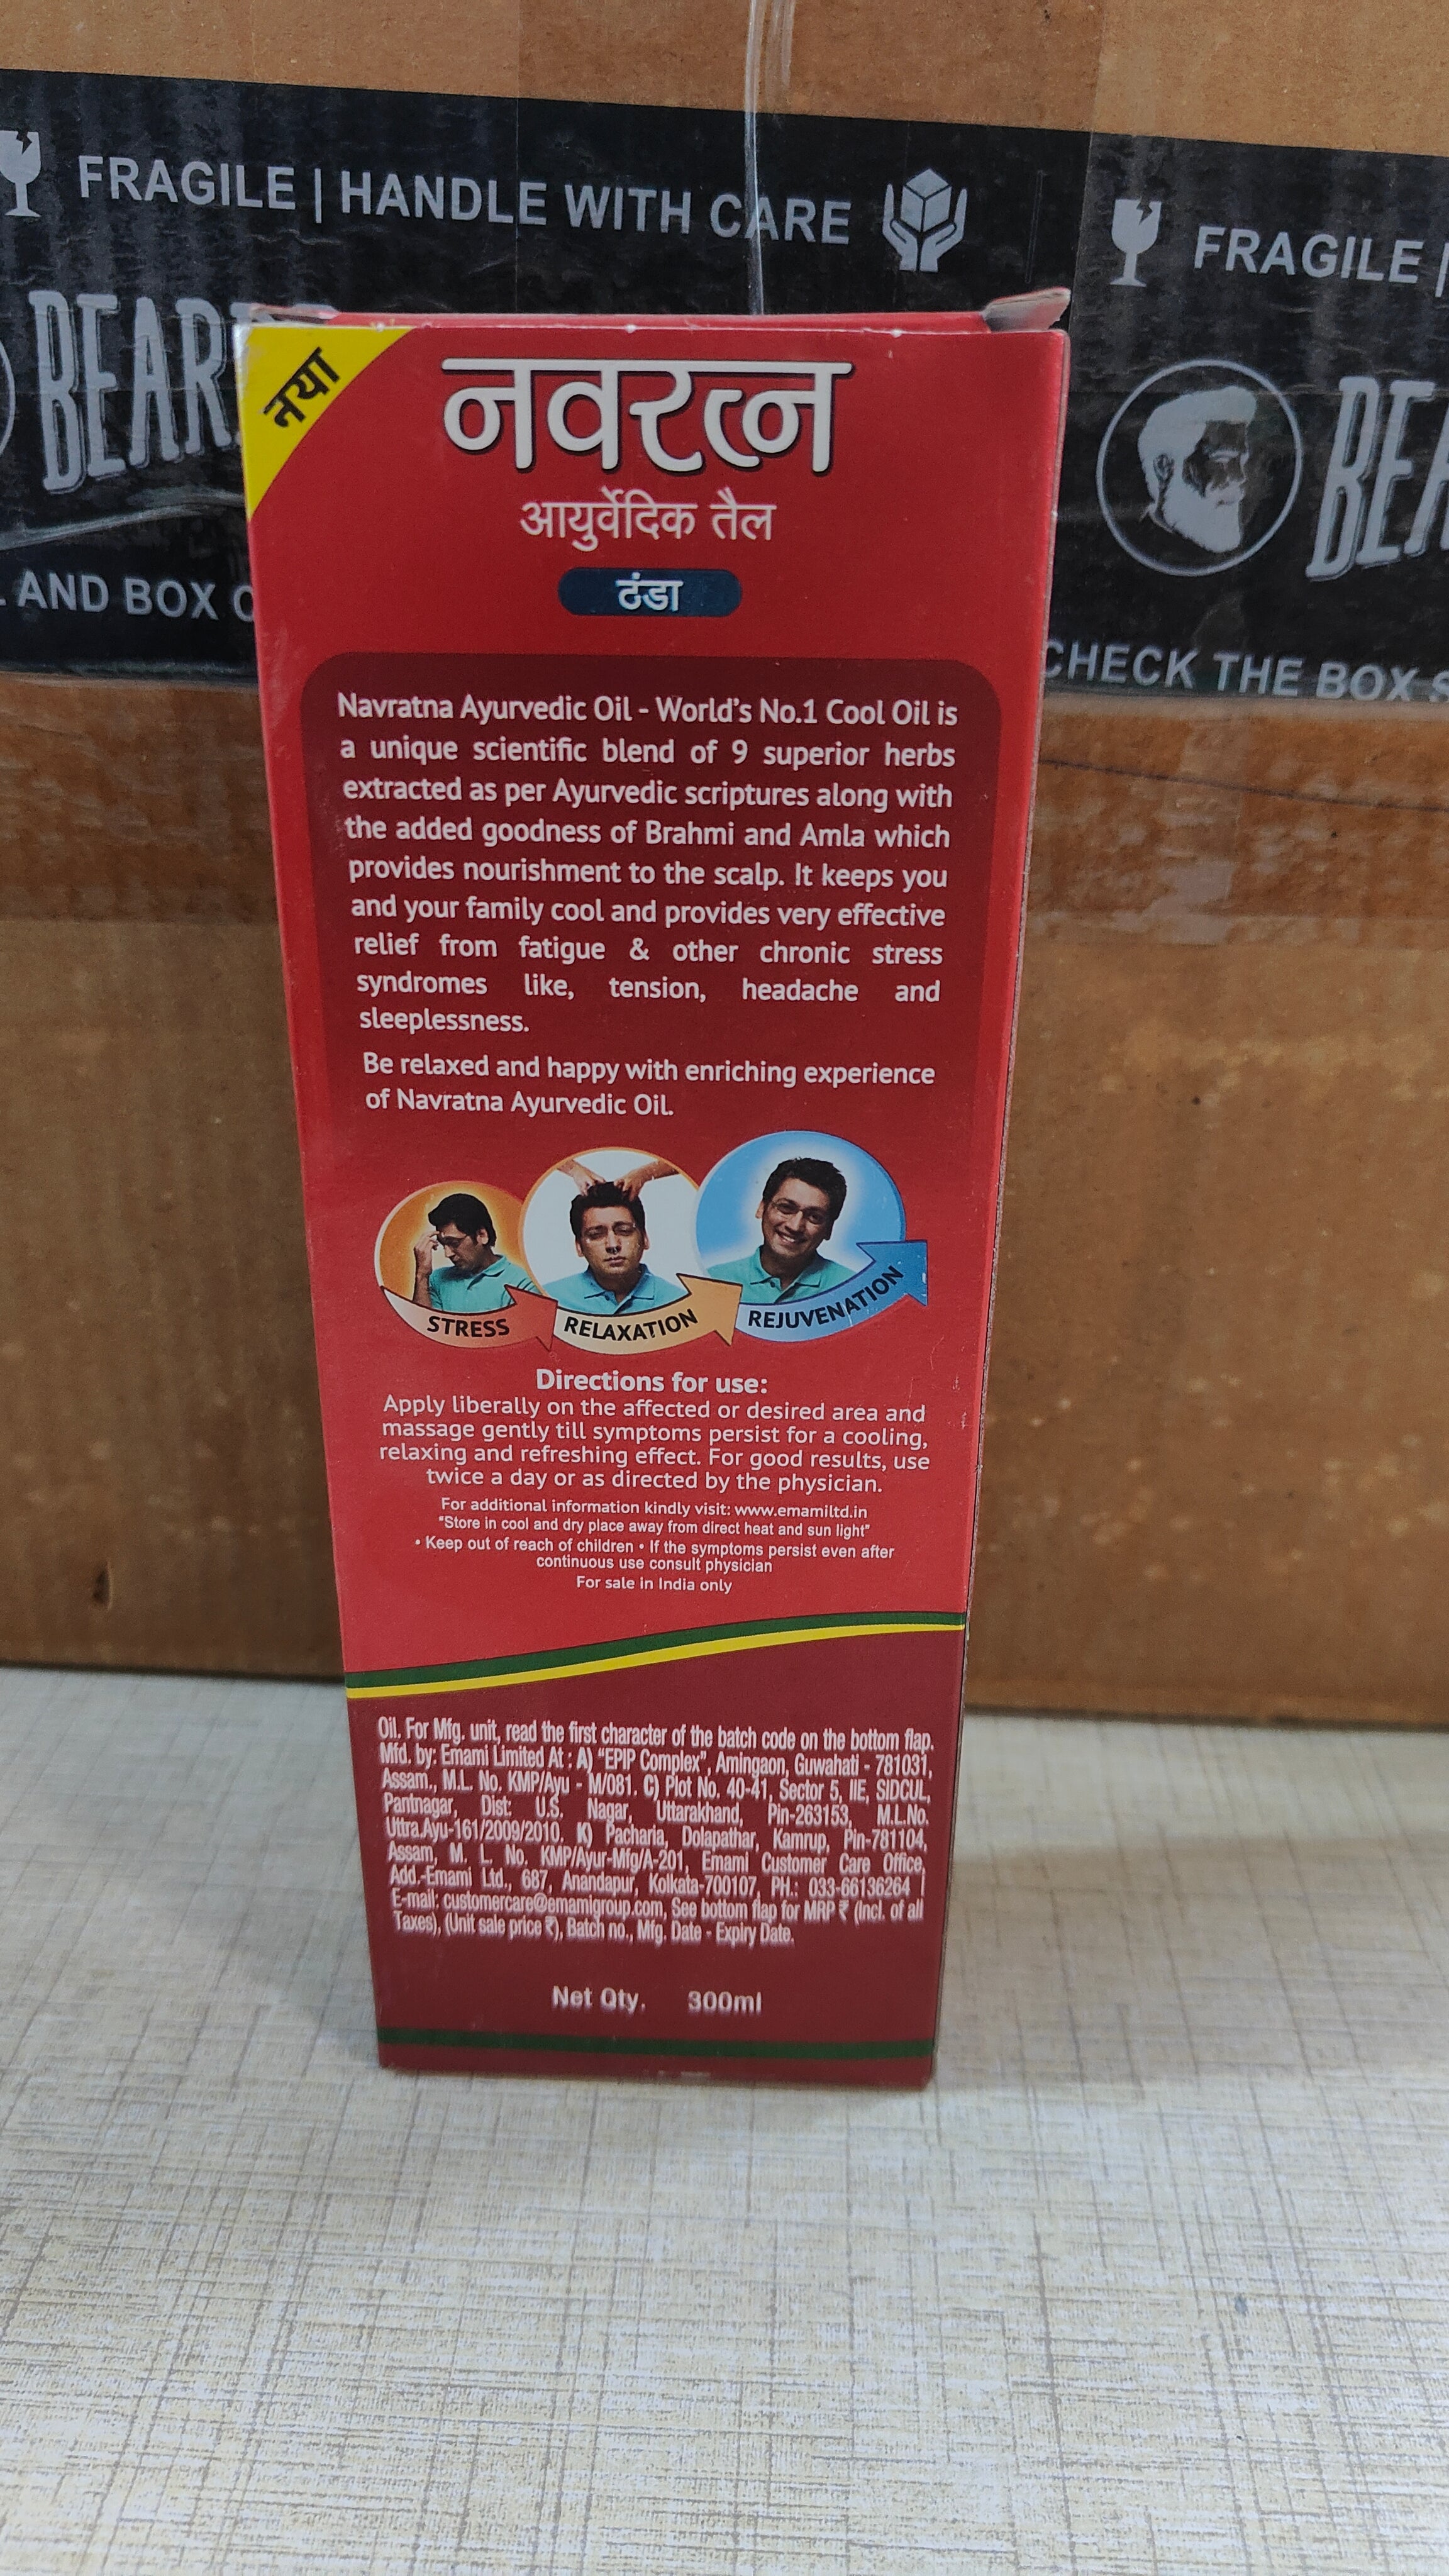 FRAGILE | HANDLE WITH CARE
FRAGILE |
AND BOX
CHECK THE BOX
नया
नवरत्न
आयुर्वेदिक तैल
ठंडा
Navratna Ayurvedic Oil - World's No.1 Cool Oil is
a unique scientific blend of 9 superior herbs
extracted as per Ayurvedic scriptures along with
the added goodness of Brahmi and Amla which
provides nourishment to the scalp. It keeps you
and your family cool and provides very effective
relief from fatigue & other chronic stress
syndromes like, tension, headache and
sleeplessness.
Be relaxed and happy with enriching experience
of Navratna Ayurvedic Oil.
STRESS
RELAXATION
REJUVENATION
Directions for use:
Apply liberally on the affected or desired area and
massage gently till symptoms persist for a cooling,
relaxing and refreshing effect. For good results, use
twice a day or as directed by the physician.
For additional information kindly visit: www.emamiltd.in
"Store in cool and dry place away from direct heat and sun light"
• Keep out of reach of children • If the symptoms persist even after
continuous use consult physician
For sale in India only
Oil. For Mfg. unit, read the first character of the batch code on the bottom flap.
Mfd. by: Emami Limited At : A) "EPIP Complex", Amingaon, Guwahati - 781031,
Assam., M.L. No. KMP/Ayu - M/081. C) Plot No. 40-41, Sector 5, IIE, SIDCUL,
Pantnagar, Dist: U.S. Nagar, Uttarakhand, Pin-263153, M.L.No.
Uttra.Ayu-161/2009/2010. K) Pacharia, Dolapathar, Kamrup, Pin-781104,
Assam, M. L. No. KMP/Ayur-Mfg/A-201, Emami Customer Care Office,
Add.-Emami Ltd., 687, Anandapur, Kolkata-700107, PH.: 033-66136264 |
E-mail: customercare@emamigroup.com, See bottom flap for MRP ₹ (Incl. of all
Taxes), (Unit sale price ₹), Batch no., Mfg. Date - Expiry Date.
Net Qty. 300ml